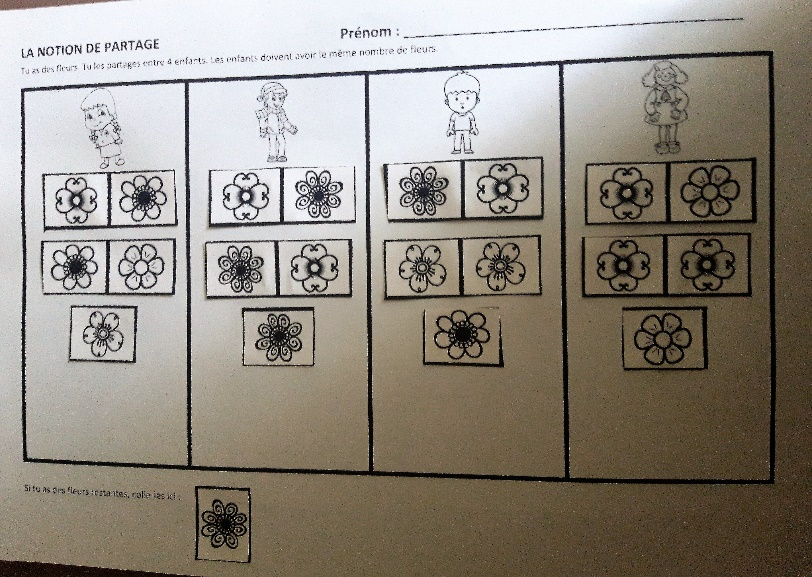 Prénom :
LA NOTION DE PARTAGE
Tu as des fleurs. Tu les partages entre 4 enfants. Les enfants doivent avoir le même nombre de fleurs.
Si tu as des fleurs restantes, colle-les ici :